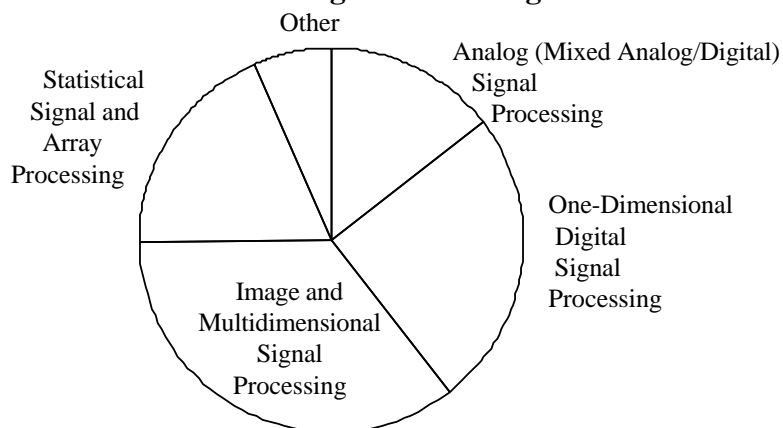 Other
Analog (Mixed Analog/Digital)
Signal
Processing
Statistical
Signal and
Array
Processing
One-Dimensional
Digital
Signal
Processing
Image and
Multidimensional
Signal
Processing